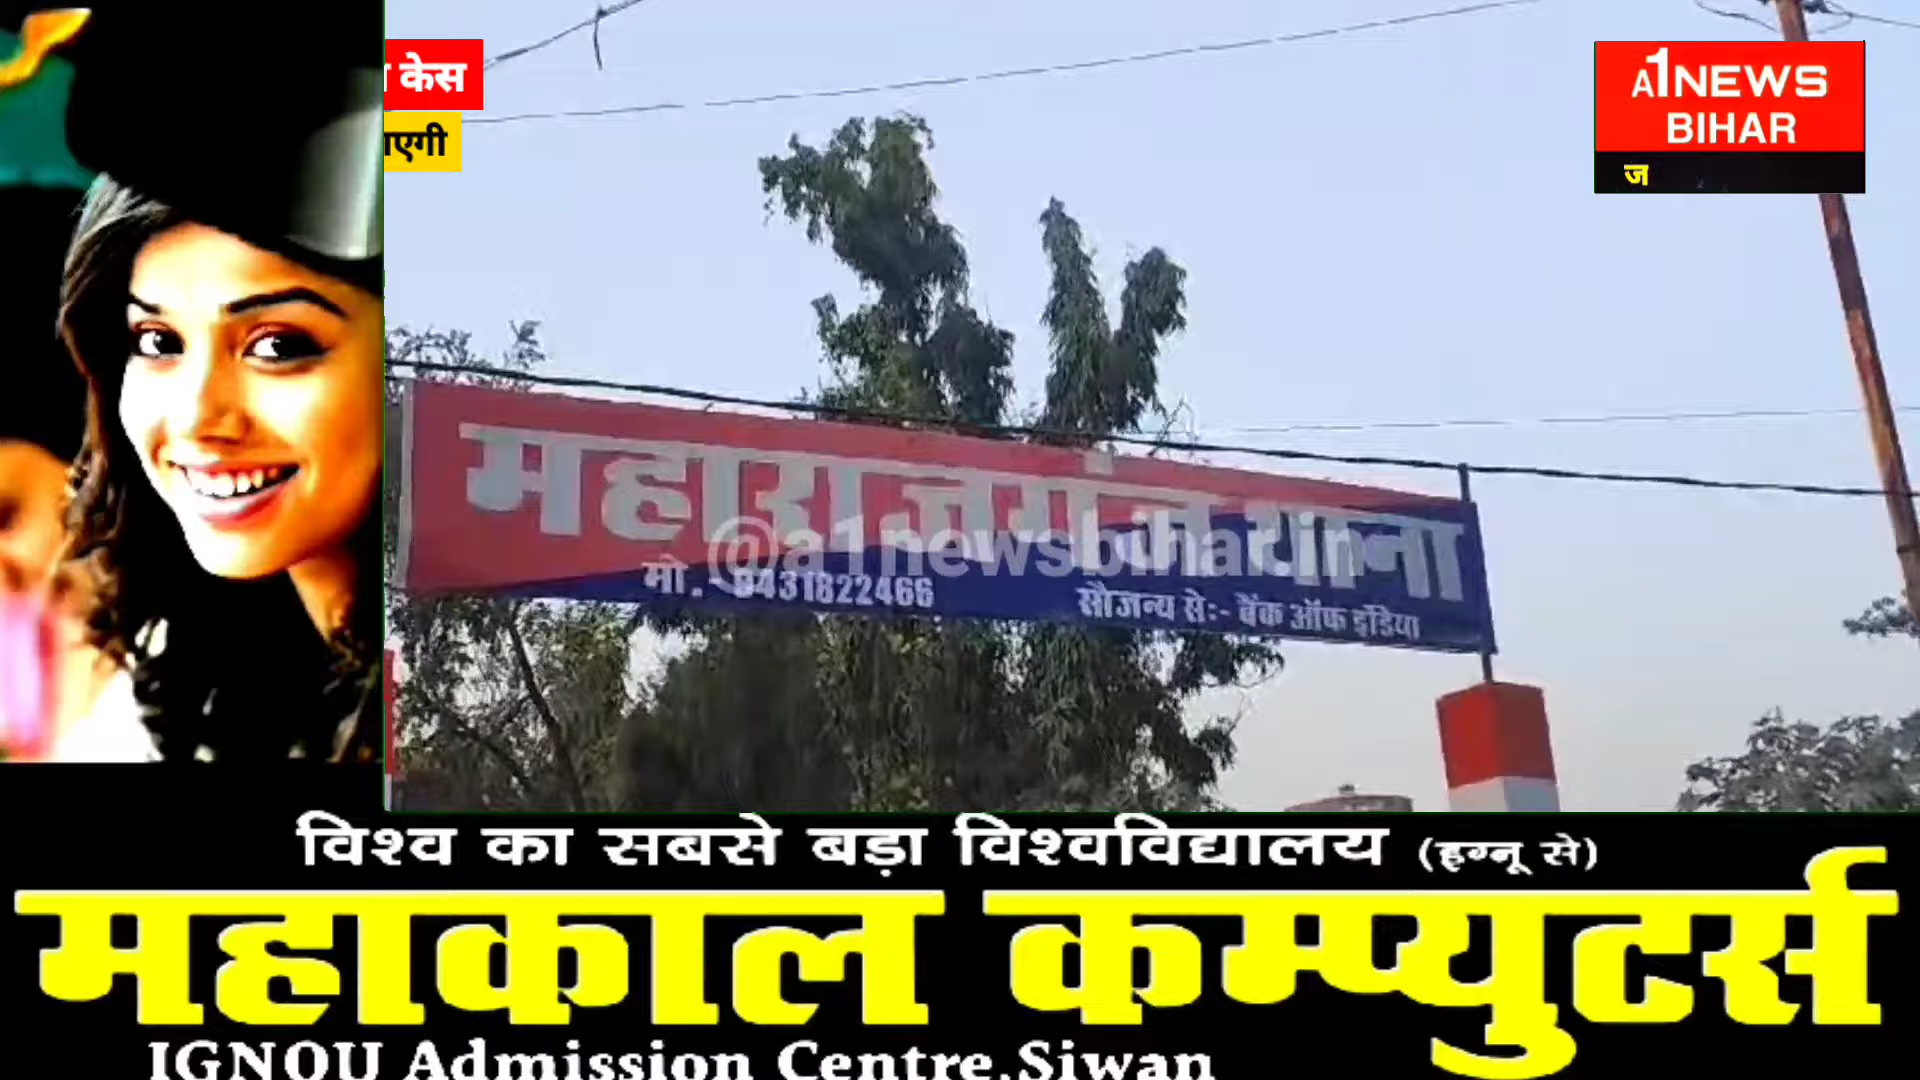 केस
A1NEWS
BIHAR
ज
महाराजगंज थाना
@a1newsbihar.in
मो. - 9431822466
सौजन्य से:- बैंक ऑफ इंडिया
विश्व का सबसे बड़ा विश्वविद्यालय (इग्नू से)
महाकाल कम्प्युटर्स
IGNOU Admission Centre,Siwan